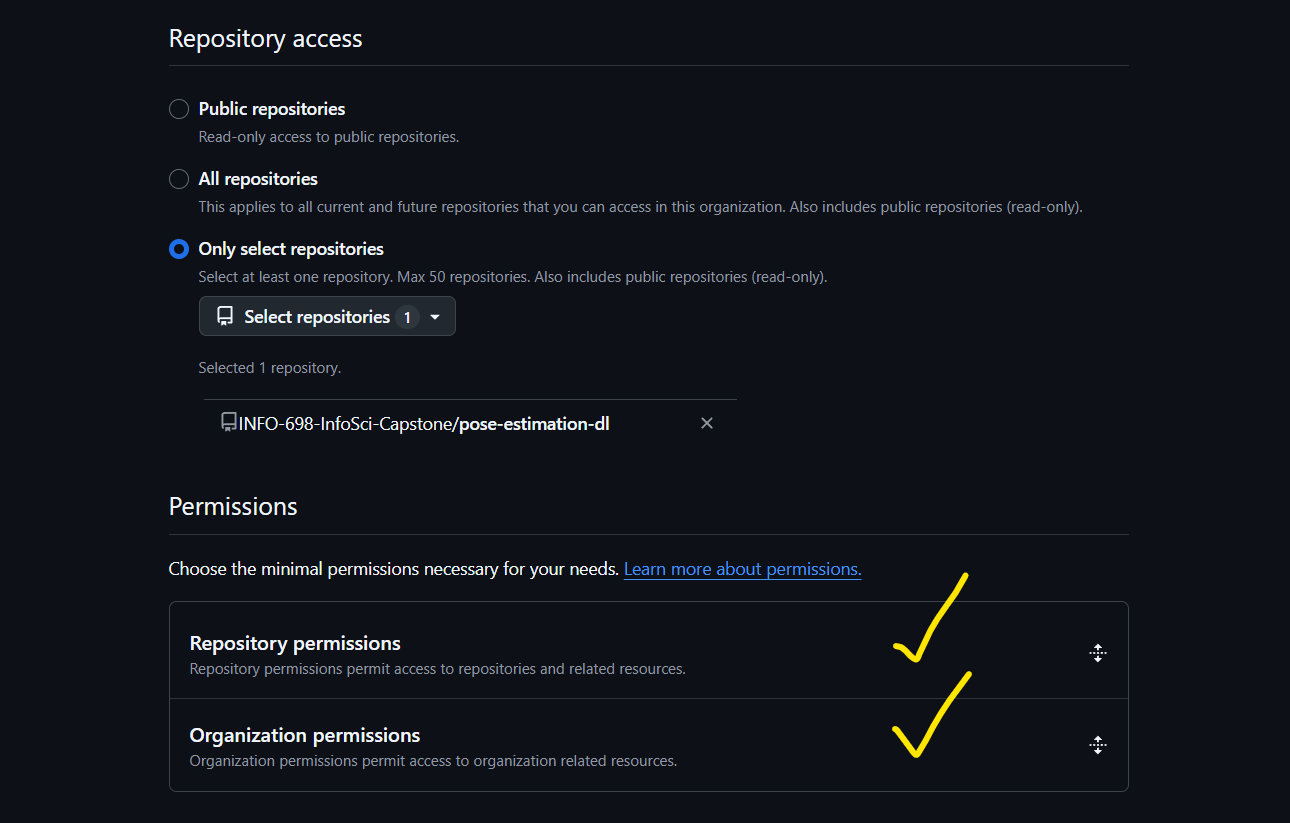 Repository access
Public repositories
Read-only access to public repositories.
All repositories
This applies to all current and future repositories that you can access in this organization. Also includes public repositories (read-only).
Only select repositories
Select at least one repository. Max 50 repositories. Also includes public repositories (read-only).
Select repositories 1
Selected 1 repository.
INFO-698-InfoSci-Capstone/pose-estimation-dl
Permissions
Choose the minimal permissions necessary for your needs. Learn more about permissions.
Repository permissions
Repository permissions permit access to repositories and related resources.
Organization permissions
Organization permissions permit access to organization related resources.